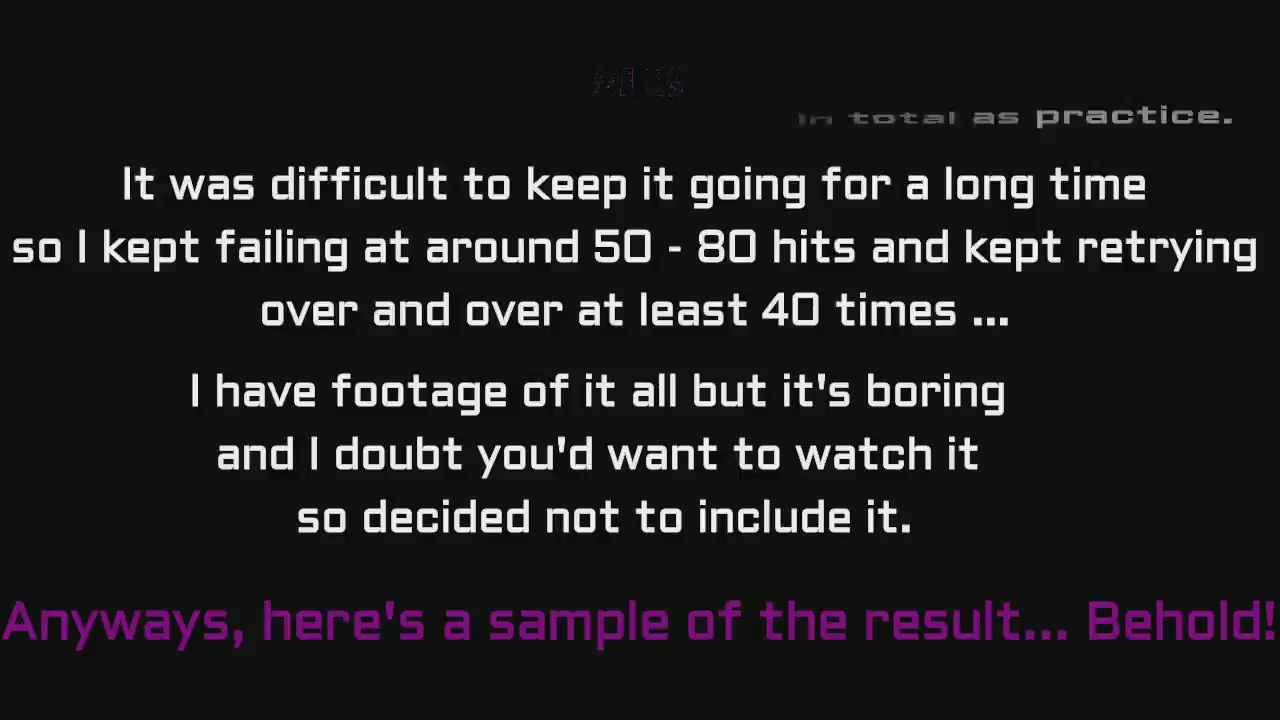 In total as practice.
It was difficult to keep it going for a long time
so I kept failing at around 50 - 80 hits and kept retrying
over and over at least 40 times ...
I have footage of it all but it's boring
and I doubt you'd want to watch it
so decided not to include it.
Anyways, here's a sample of the result... Behold!